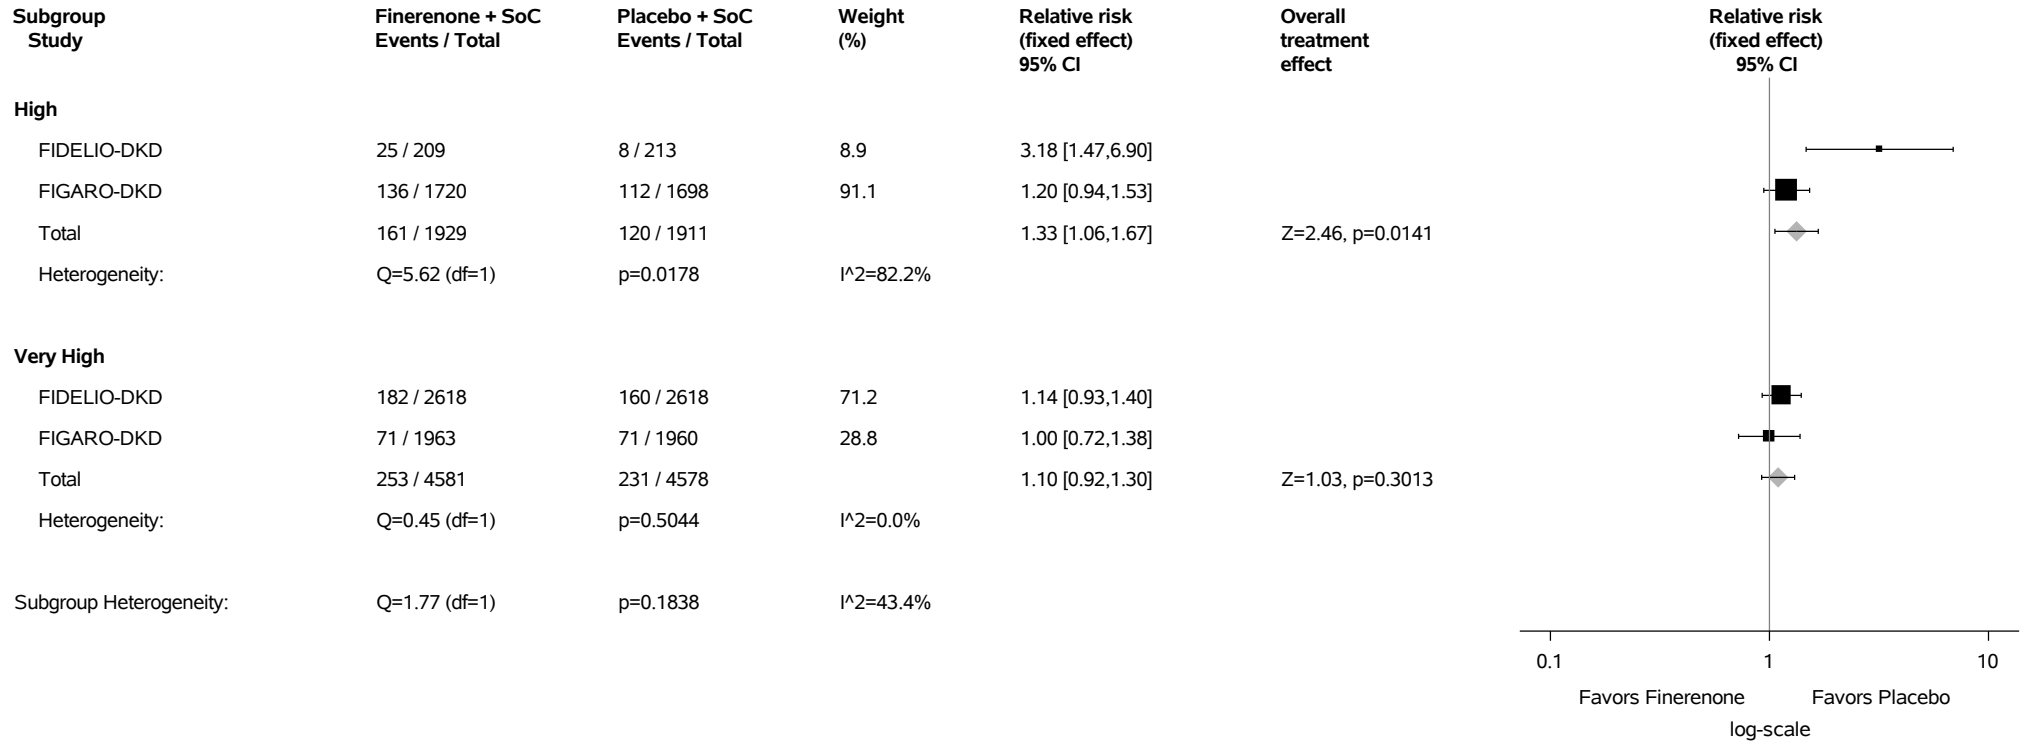 Subgroup Finerenone + SoC Placebo + SoC Weight Relative risk Overall Relative risk
Study Events / Total Events / Total (%) (fixed effect) treatment (fixed effect)
95% CI effect 95% CI
High
FIDELIO-DKD 25 / 209 8 / 213 8.9 3.18 [1.47,6.90]
FIGARO-DKD 136 / 1720 112 / 1698 91.1 1.20 [0.94,1.53]
Total 161 / 1929 120 / 1911 1.33 [1.06,1.67] Z=2.46, p=0.0141
Heterogeneity: Q=5.62 (df=1) p=0.0178 I^2=82.2%
Very High
FIDELIO-DKD 182 / 2618 160 / 2618 71.2 1.14 [0.93,1.40]
FIGARO-DKD 71 / 1963 71 / 1960 28.8 1.00 [0.72,1.38]
Total 253 / 4581 231 / 4578 1.10 [0.92,1.30] Z=1.03, p=0.3013
Heterogeneity: Q=0.45 (df=1) p=0.5044 I^2=0.0%
Subgroup Heterogeneity: Q=1.77 (df=1) p=0.1838 I^2=43.4%
0.1 1 10
Favors Finerenone Favors Placebo
log-scale